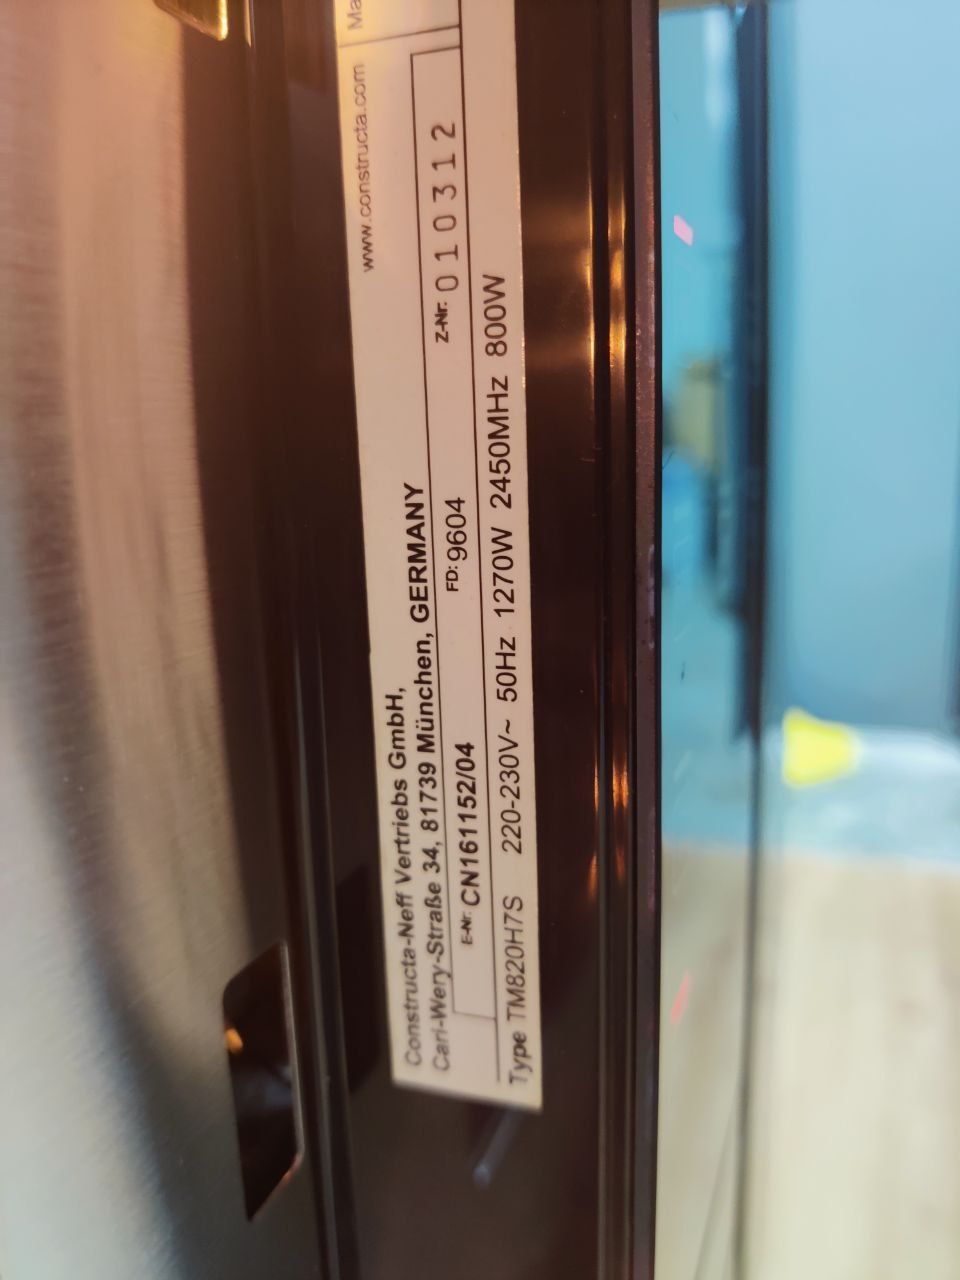 Constructa-Neff Vertriebs GmbH, www.constructa.com
Carl-Wery-Straße 34, 81739 München, GERMANY
E-Nr: CN161152/04 FD: 9604 Z-Nr: 010312
Type TM820H7S 220-230V~ 50Hz 1270W 2450MHz 800W